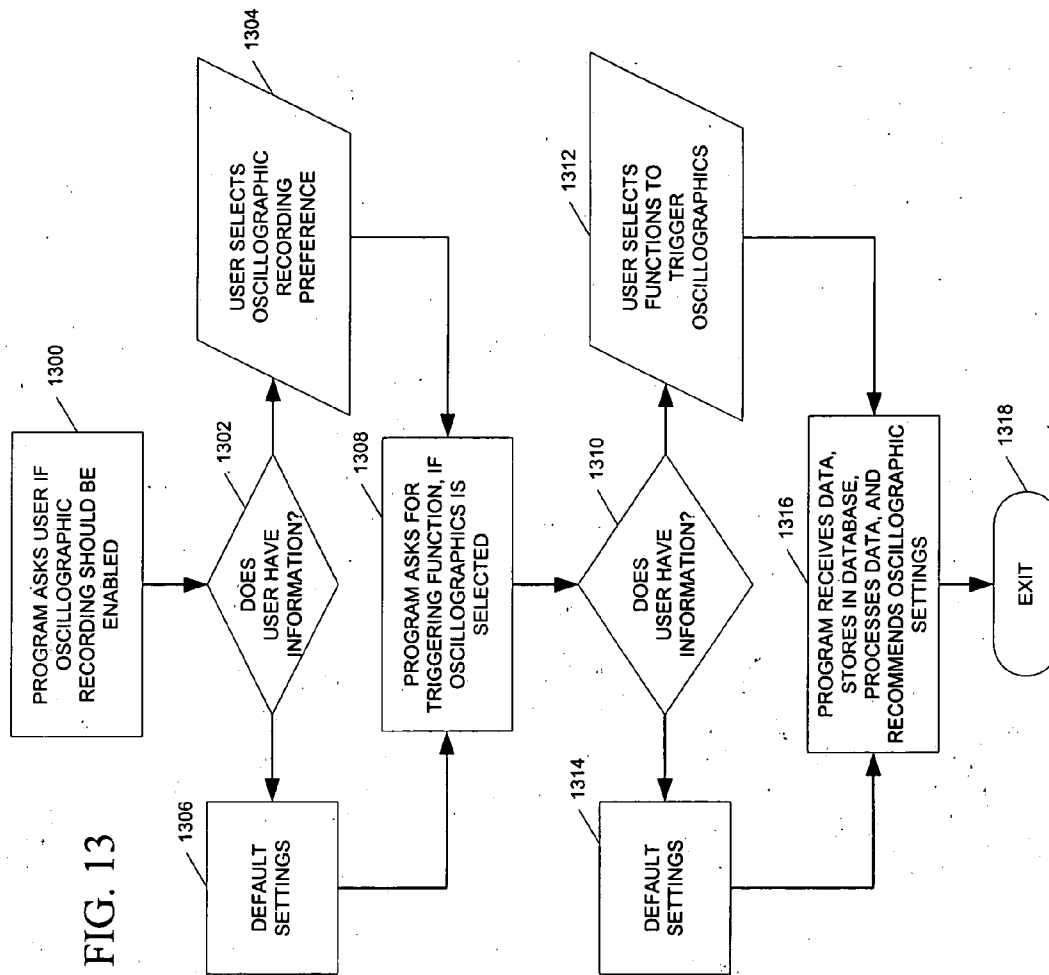 FIG. 13
1300
PROGRAM ASKS USER IF
OSCILLOGRAPHIC
RECORDING SHOULD BE
ENABLED
1302
DOES
USER HAVE
INFORMATION?
1304
USER SELECTS
OSCILLOGRAPHIC
RECORDING
PREFERENCE
1306
DEFAULT
SETTINGS
1308
PROGRAM ASKS FOR
TRIGGERING FUNCTION, IF
OSCILLOGRAPHICS IS
SELECTED
1310
DOES
USER HAVE
INFORMATION?
1312
USER SELECTS
FUNCTIONS TO
TRIGGER
OSCILLOGRAPHICS
1314
DEFAULT
SETTINGS
1316
PROGRAM RECEIVES DATA,
STORES IN DATABASE,
PROCESSES DATA, AND
RECOMMENDS OSCILLOGRAPHIC
SETTINGS
1318
EXIT